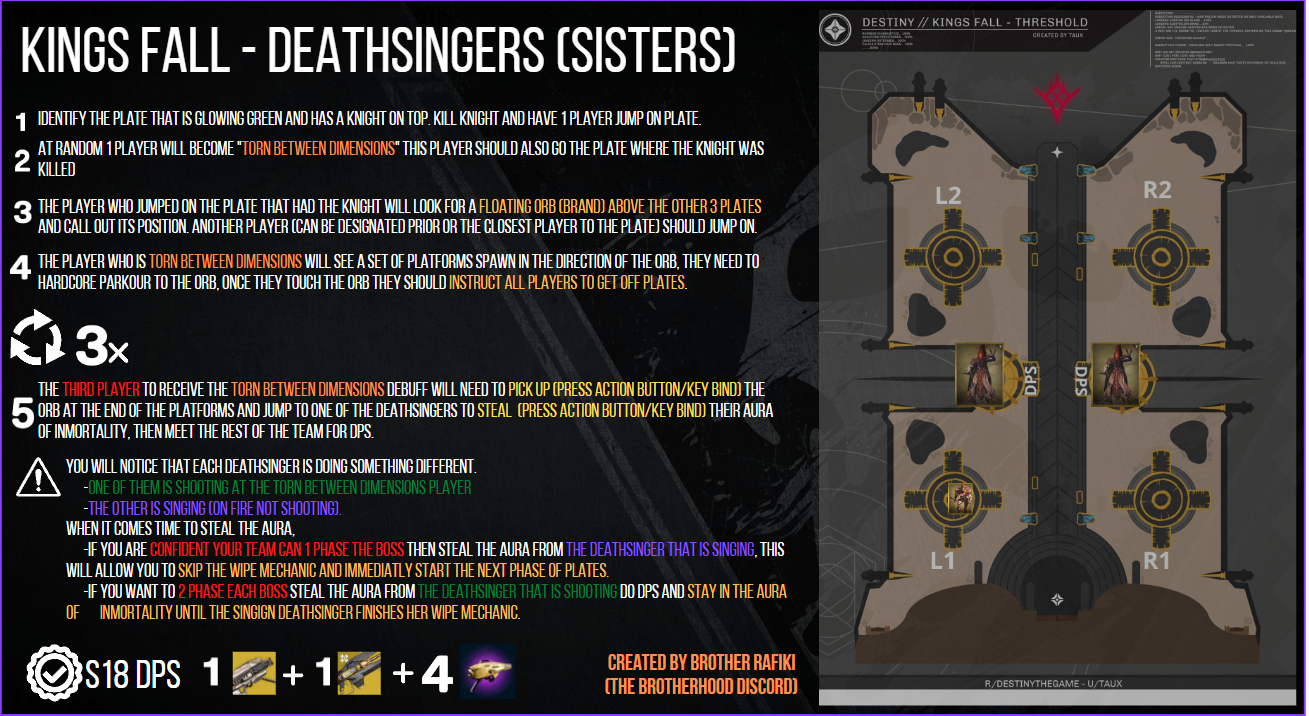 KINGS FALL - DEATHSINGERS (SISTERS)
1 IDENTIFY THE PLATE THAT IS GLOWING GREEN AND HAS A KNIGHT ON TOP. KILL KNIGHT AND HAVE 1 PLAYER JUMP ON PLATE.
2 AT RANDOM 1 PLAYER WILL BECOME "TORN BETWEEN DIMENSIONS" THIS PLAYER SHOULD ALSO GO THE PLATE WHERE THE KNIGHT WAS
KILLED
3 THE PLAYER WHO JUMPED ON THE PLATE THAT HAD THE KNIGHT WILL LOOK FOR A FLOATING ORB (BRAND) ABOVE THE OTHER 3 PLATES
AND CALL OUT ITS POSITION. ANOTHER PLAYER (CAN BE DESIGNATED PRIOR OR THE CLOSEST PLAYER TO THE PLATE) SHOULD JUMP ON.
4 THE PLAYER WHO IS TORN BETWEEN DIMENSIONS WILL SEE A SET OF PLATFORMS SPAWN IN THE DIRECTION OF THE ORB, THEY NEED TO
HARDCORE PARKOUR TO THE ORB, ONCE THEY TOUCH THE ORB THEY SHOULD INSTRUCT ALL PLAYERS TO GET OFF PLATES.
3x
5 THE THIRD PLAYER TO RECEIVE THE TORN BETWEEN DIMENSIONS DEBUFF WILL NEED TO PICK UP (PRESS ACTION BUTTON/KEY BIND) THE
ORB AT THE END OF THE PLATFORMS AND JUMP TO ONE OF THE DEATHSINGERS TO STEAL (PRESS ACTION BUTTON/KEY BIND) THEIR AURA
OF INMORTALITY, THEN MEET THE REST OF THE TEAM FOR DPS.
YOU WILL NOTICE THAT EACH DEATHSINGER IS DOING SOMETHING DIFFERENT.
-ONE OF THEM IS SHOOTING AT THE TORN BETWEEN DIMENSIONS PLAYER
-THE OTHER IS SINGING (ON FIRE NOT SHOOTING).
WHEN IT COMES TIME TO STEAL THE AURA,
-IF YOU ARE CONFIDENT YOUR TEAM CAN 1 PHASE THE BOSS THEN STEAL THE AURA FROM THE DEATHSINGER THAT IS SINGING, THIS
WILL ALLOW YOU TO SKIP THE WIPE MECHANIC AND IMMEDIATLY START THE NEXT PHASE OF PLATES.
-IF YOU WANT TO 2 PHASE EACH BOSS STEAL THE AURA FROM THE DEATHSINGER THAT IS SHOOTING DO DPS AND STAY IN THE AURA
OF INMORTALITY UNTIL THE SINGIGN DEATHSINGER FINISHES HER WIPE MECHANIC.
S18 DPS 1 + 1 + 4
CREATED BY BROTHER RAFIKI
(THE BROTHERHOOD DISCORD)
DESTINY // KINGS FALL - THRESHOLD
CREATED BY TAUX
L2
R2
DPS
DPS
L1
R1
R/DESTINYTHEGAME - U/TAUX